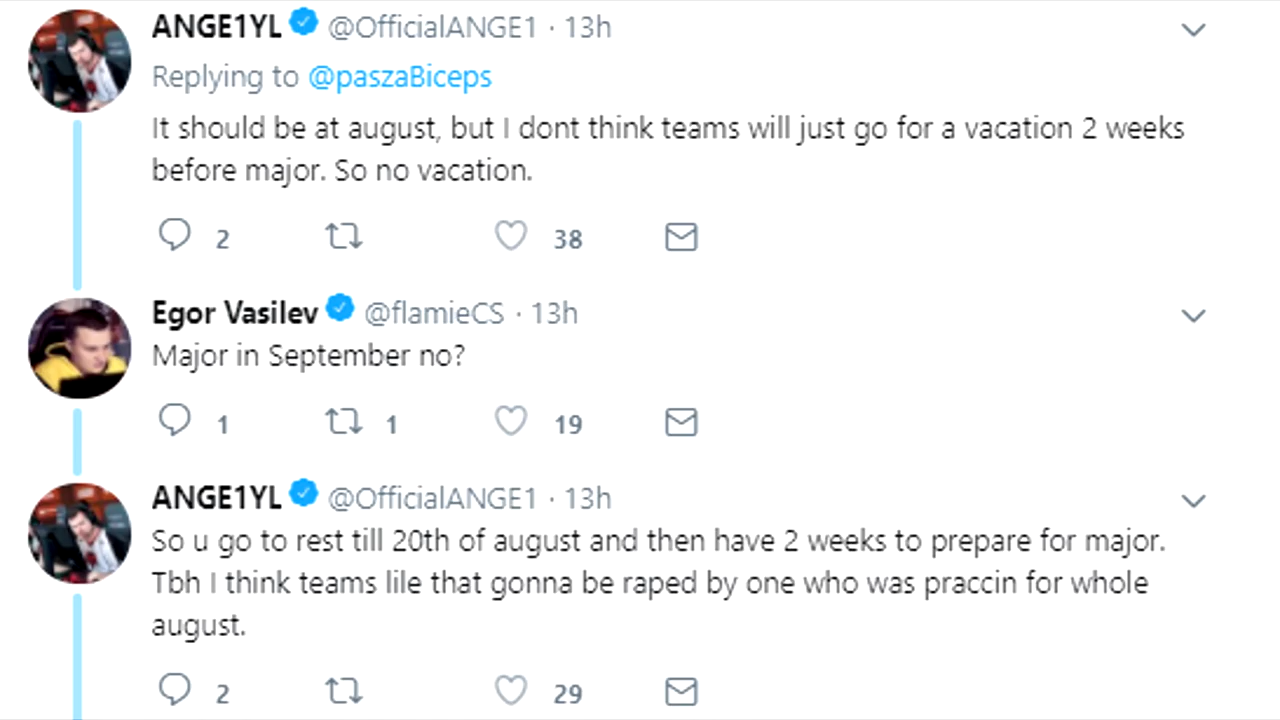 ANGE1YL @OfficialANGE1 · 13h
Replying to @paszaBiceps
It should be at august, but I dont think teams will just go for a vacation 2 weeks
before major. So no vacation.
2 38
Egor Vasilev @flamieCS · 13h
Major in September no?
1 1 19
ANGE1YL @OfficialANGE1 · 13h
So u go to rest till 20th of august and then have 2 weeks to prepare for major.
Tbh I think teams lile that gonna be raped by one who was praccin for whole
august.
2 29